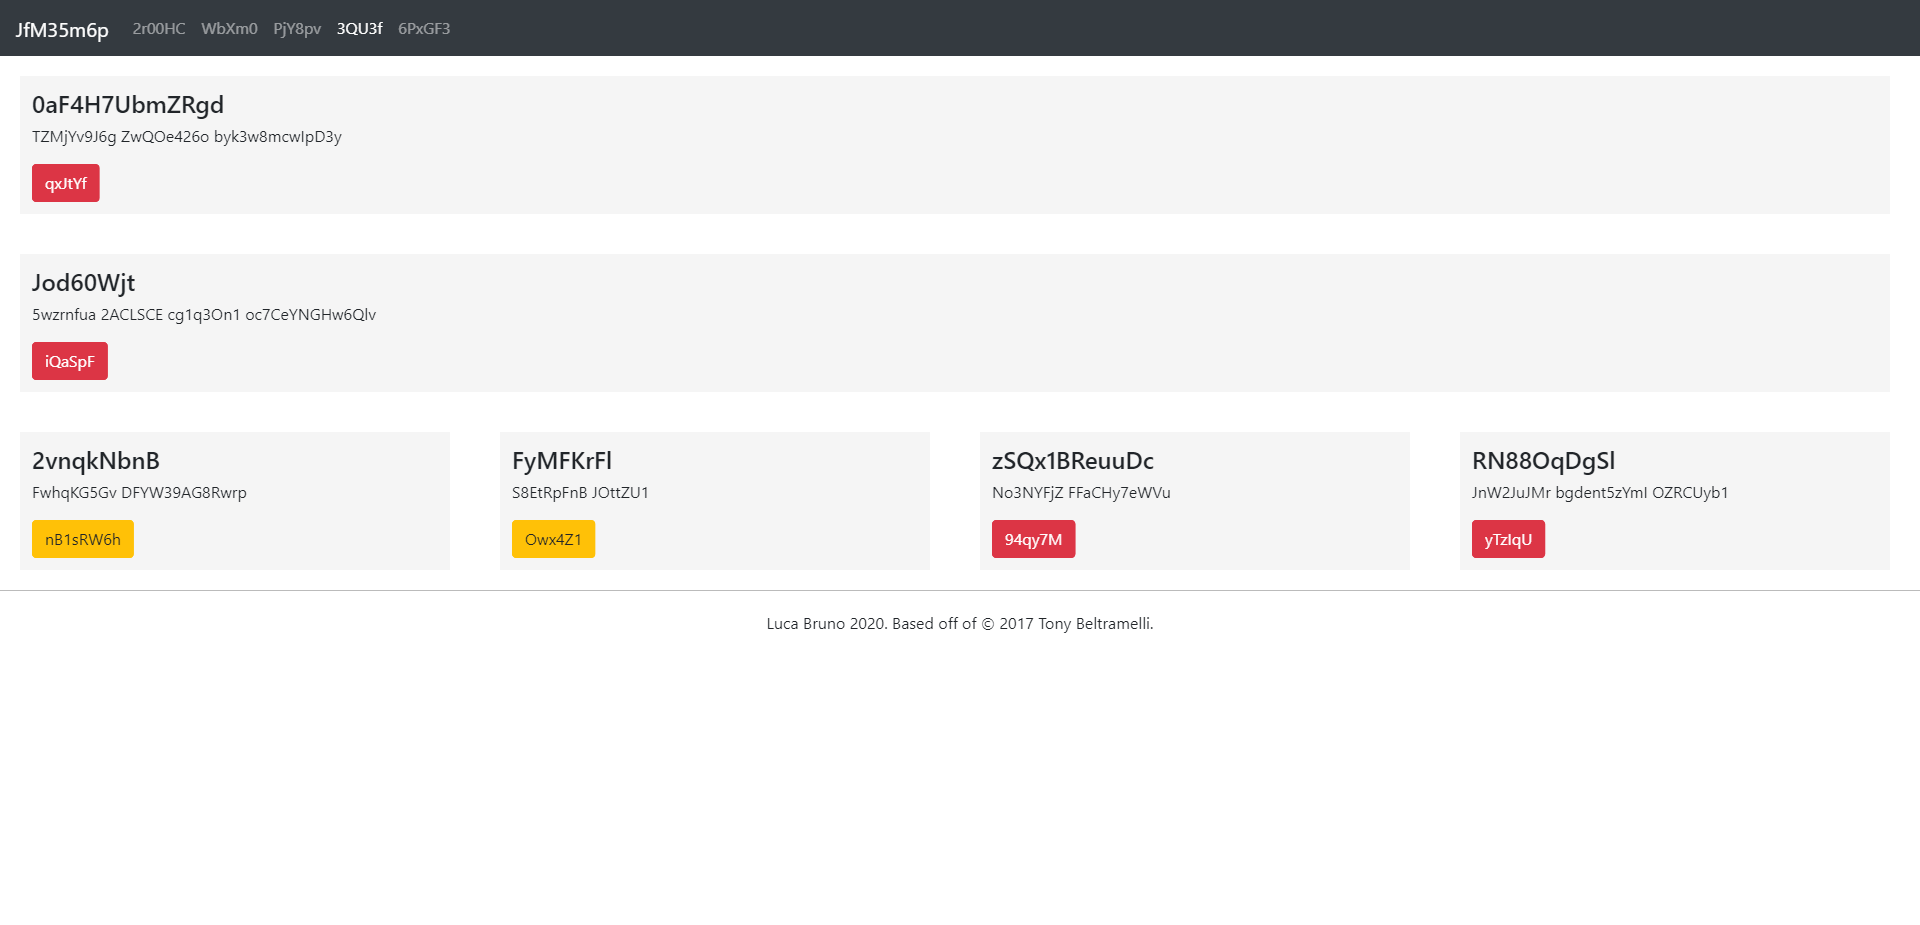 JfM35m6p 2r00HC WbXm0 PjY8pv 3QU3f 6PxGF3
0aF4H7UbmZRgd
TZMjYv9J6g ZwQOe426o byk3w8mcwIpD3y
qxJtYf
Jod60Wjt
5wzrnfua 2ACLSCE cg1q3On1 oc7CeYNGHw6Qlv
iQaSpF
2vnqkNbnB
FwhqKG5Gv DFYW39AG8Rwrp
nB1sRW6h
FyMFKrFl
S8EtRpFnB JOttZU1
Owx4Z1
zSQx1BReuuDc
No3NYFjZ FFaCHy7eWVu
94qy7M
RN88OqDgSl
JnW2JuJMr bgdent5zYmI OZRCUyb1
yTzIqU
Luca Bruno 2020. Based off of © 2017 Tony Beltramelli.